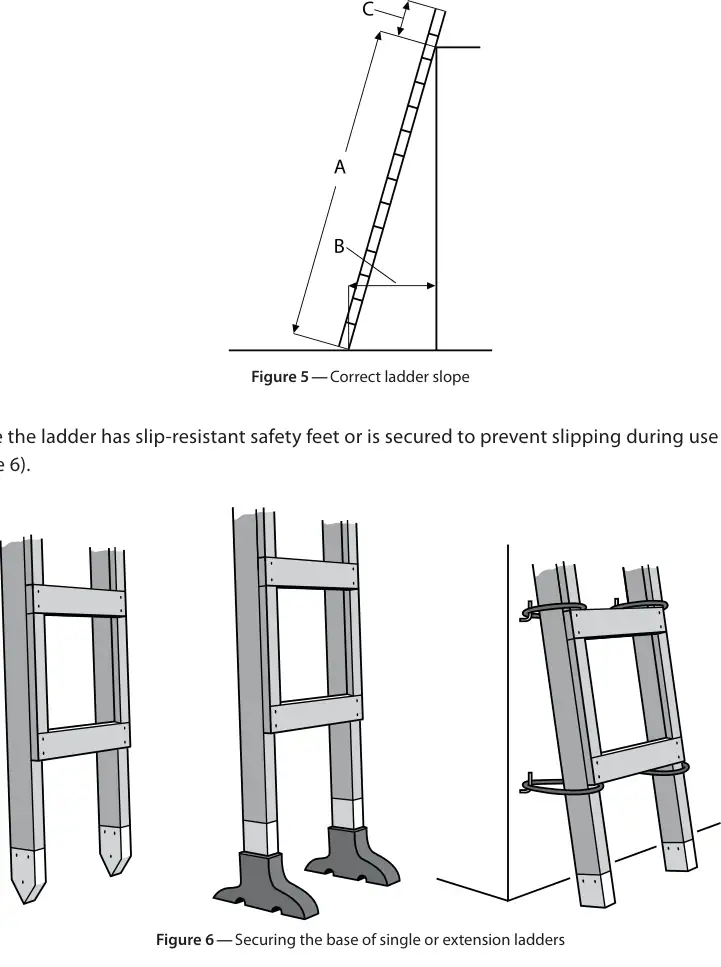 C
A
B
Figure 5 — Correct ladder slope
the ladder has slip-resistant safety feet or is secured to prevent slipping during use
6).
Figure 6 — Securing the base of single or extension ladders